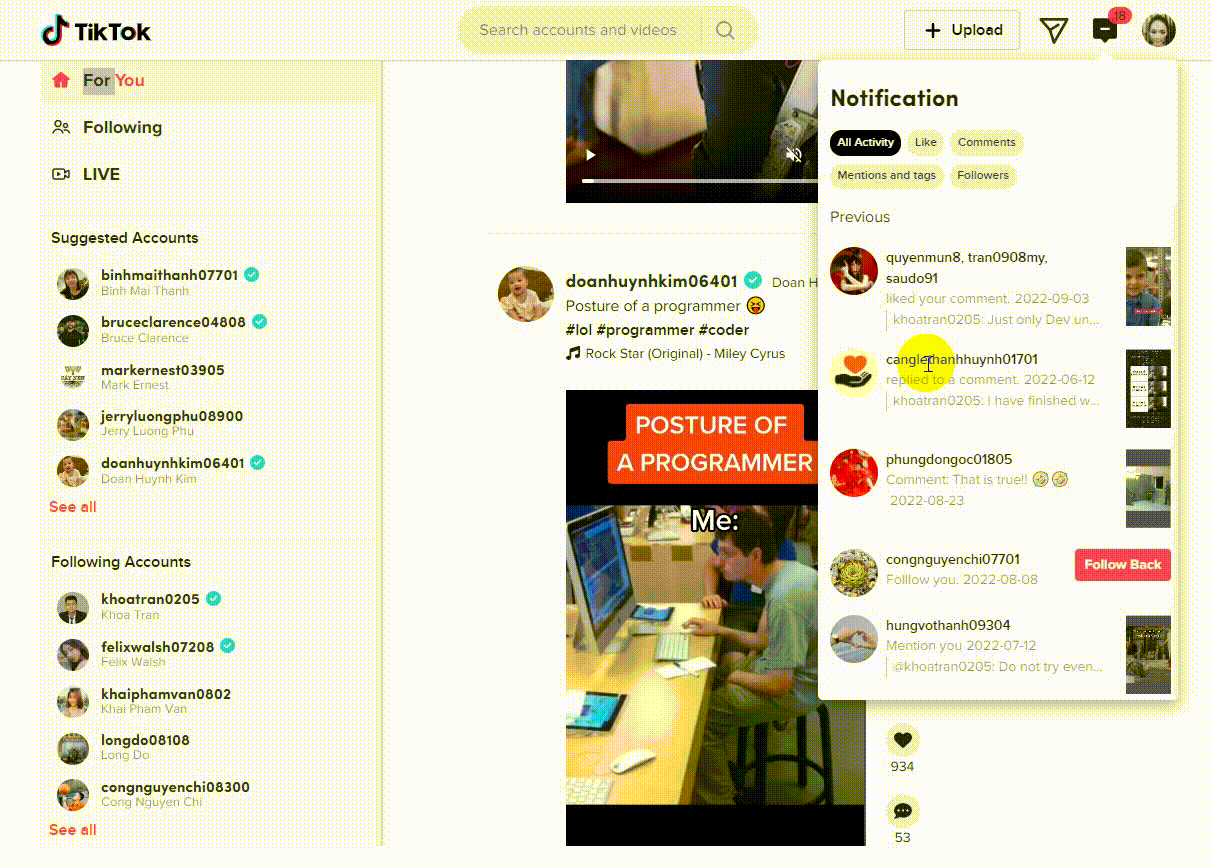 TikTok
Search accounts and videos
Upload
18
For You
Following
LIVE
Suggested Accounts
binhmaithanh07701
Binh Mai Thanh
bruceclarence04808
Bruce Clarence
markernest03905
Mark Ernest
jerryluongphu08900
Jerry Luong Phu
doanhuynhkim06401
Doan Huynh Kim
See all
Following Accounts
khoatran0205
Khoa Tran
felixwalsh07208
Felix Walsh
khaiphamvan0802
Khai Pham Van
longdo08108
Long Do
congnguyenchi08300
Cong Nguyen Chi
See all
doanhuynhkim06401 Doan H
Posture of a programmer
#lol #programmer #coder
Rock Star (Original) - Miley Cyrus
POSTURE OF
A PROGRAMMER
Me:
934
53
Notification
All Activity Like Comments
Mentions and tags Followers
Previous
quyenmun8, tran0908my,
saudo91
liked your comment. 2022-09-03
khoatran0205: Just only Dev un...
canglethanhhuynh01701
replied to a comment. 2022-06-12
khoatran0205: I have finished w...
phungdongoc01805
Comment: That is true!! 🤣🤣
2022-08-23
congnguyenchi07701
Folllow you. 2022-08-08
Follow Back
hungvothanh09304
Mention you 2022-07-12
@khoatran0205: Do not try even...